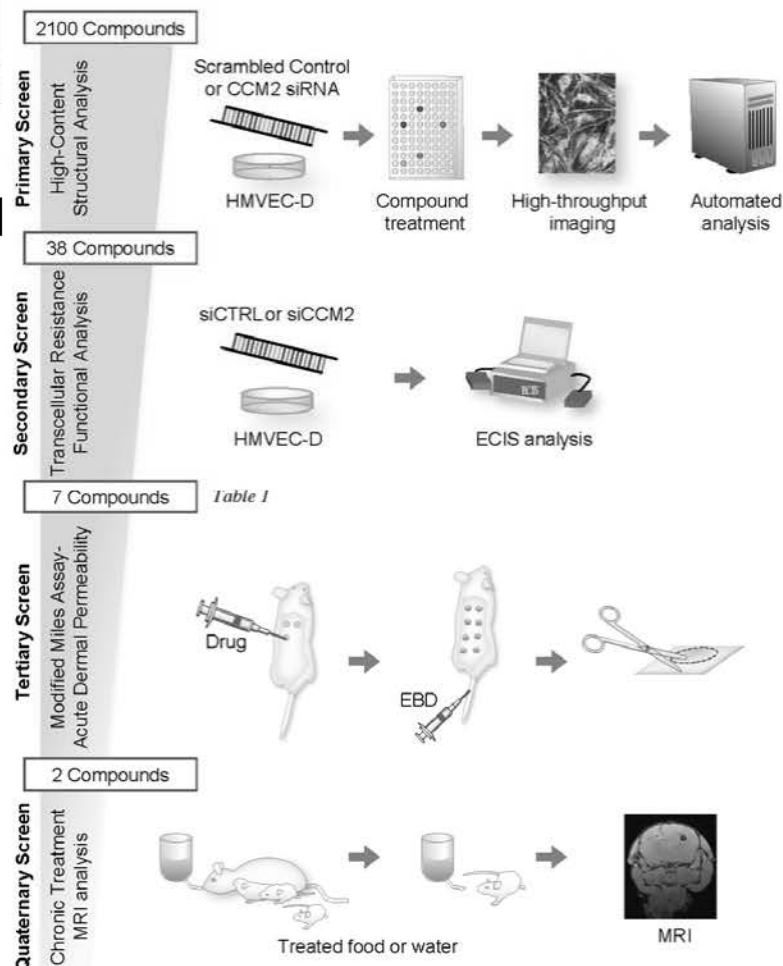 2100 Compounds
Primary Screen
High-Content
Structural Analysis
Scrambled Control
or CCM2 siRNA
HMVEC-D
Compound
treatment
High-throughput
imaging
Automated
analysis
38 Compounds
Secondary Screen
Transcellular Resistance
Functional Analysis
siCTRL or siCCM2
HMVEC-D
ECIS analysis
7 Compounds
Table 1
Tertiary Screen
Modified Miles Assay-
Acute Dermal Permeability
Drug
EBD
2 Compounds
Quaternary Screen
Chronic Treatment
MRI analysis
Treated food or water
MRI